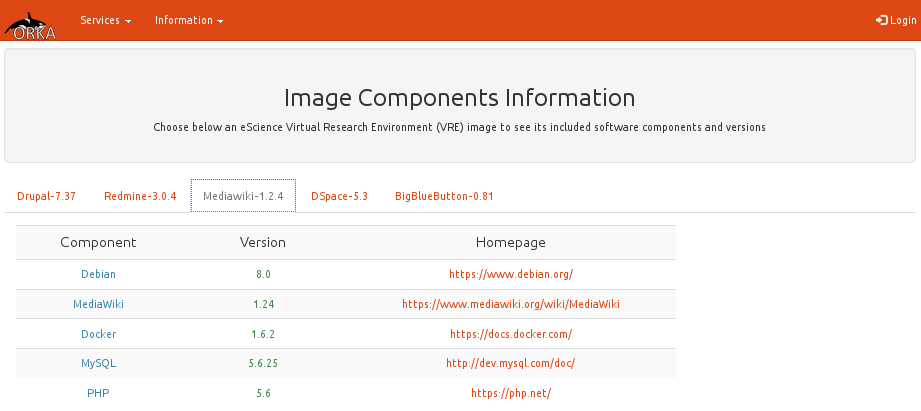 ORKA Services Information Login
Image Components Information
Choose below an eScience Virtual Research Environment (VRE) image to see its included software components and versions
Drupal-7.37 Redmine-3.0.4 Mediawiki-1.2.4 DSpace-5.3 BigBlueButton-0.81
Component Version Homepage
Debian 8.0 https://www.debian.org/
MediaWiki 1.24 https://www.mediawiki.org/wiki/MediaWiki
Docker 1.6.2 https://docs.docker.com/
MySQL 5.6.25 http://dev.mysql.com/doc/
PHP 5.6 https://php.net/